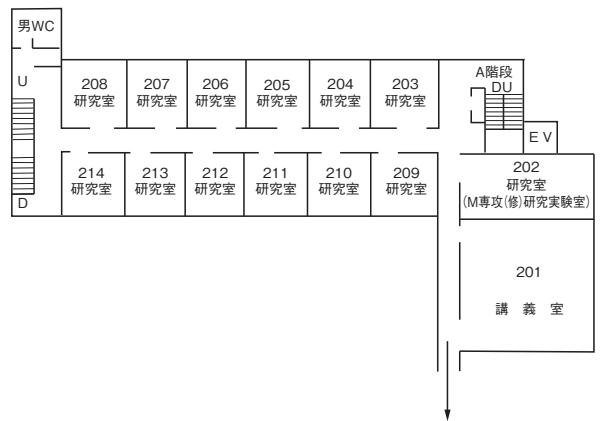 男WC
U
208
研究室
207
研究室
206
研究室
205
研究室
204
研究室
203
研究室
A階段
DU
EV
214
研究室
213
研究室
212
研究室
211
研究室
210
研究室
209
研究室
202
研究室
(M専攻(修)研究実験室)
D
201
講 義 室